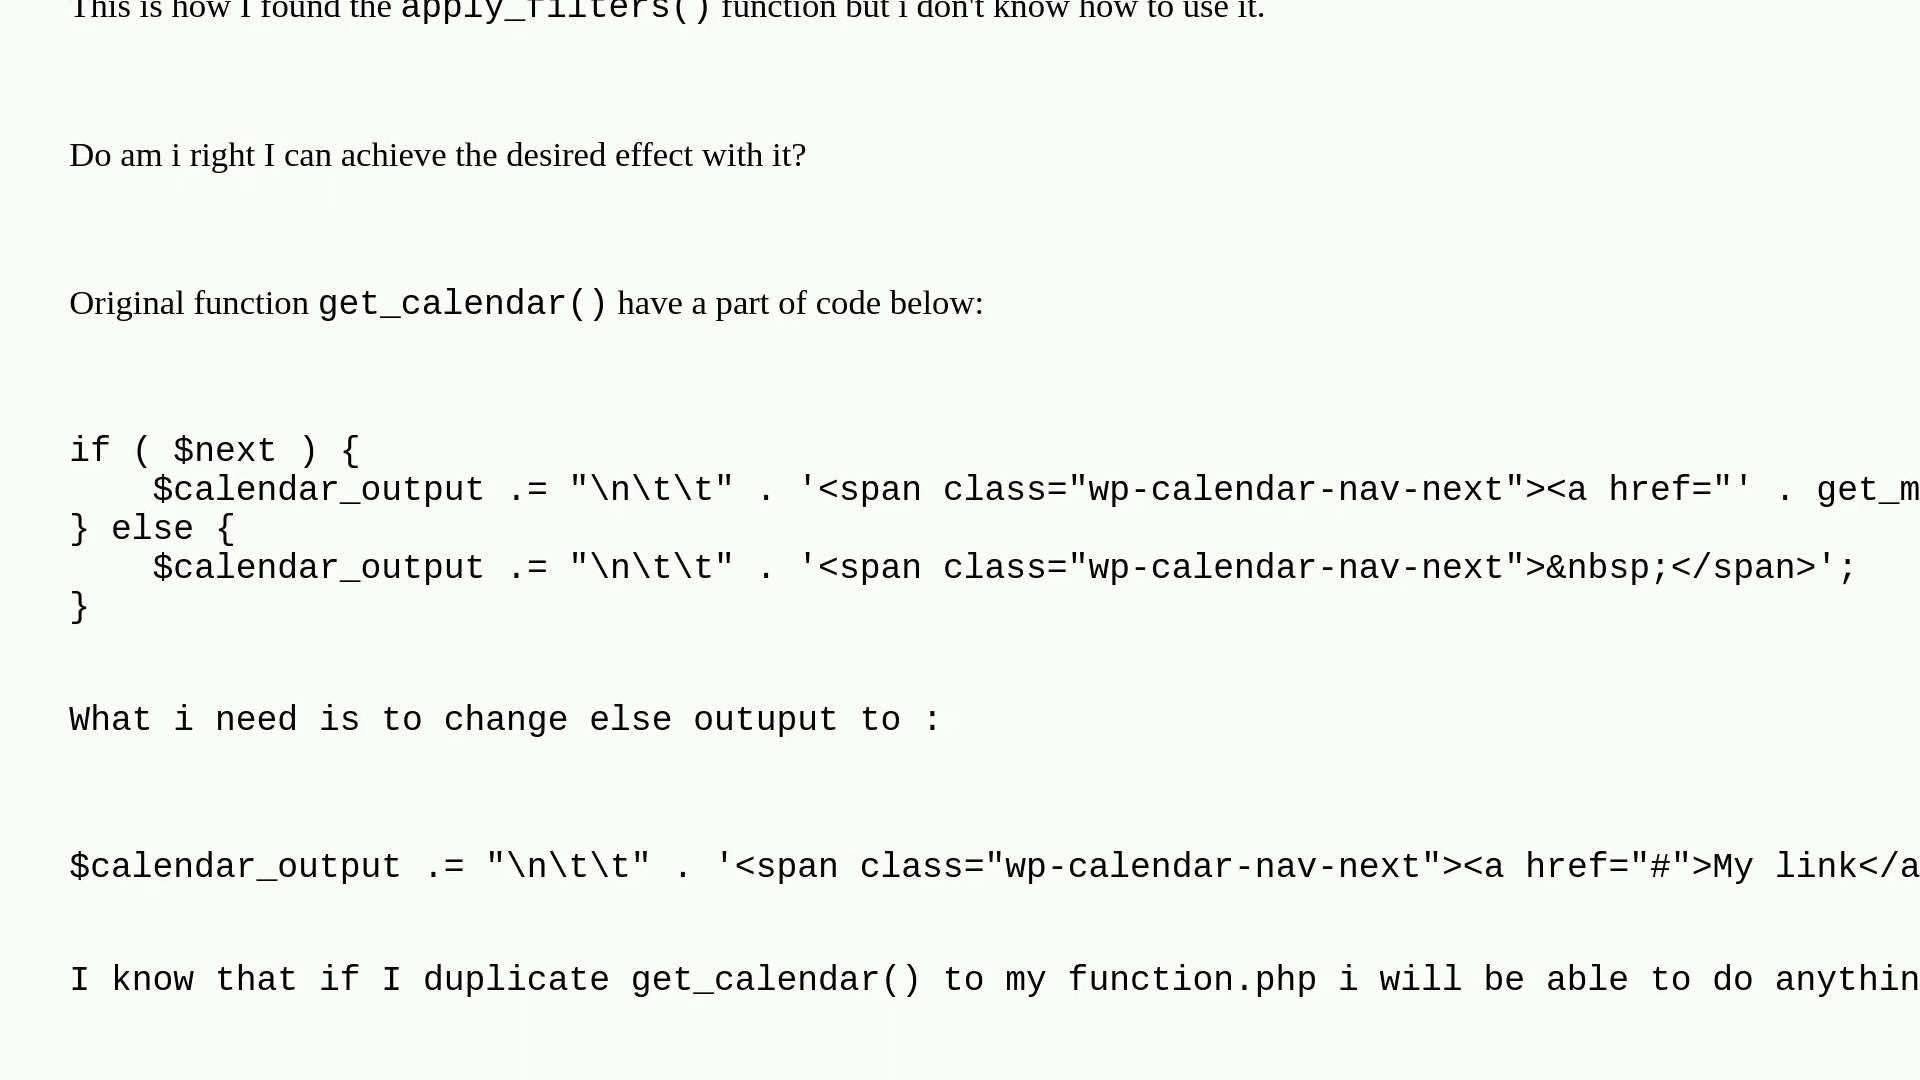 This is how I found the apply_filters() function but i don't know how to use it.
Do am i right I can achieve the desired effect with it?
Original function get_calendar() have a part of code below:
if ( $next ) {
    $calendar_output .= "\n\t\t" . '<span class="wp-calendar-nav-next"><a href="' . get_m
} else {
    $calendar_output .= "\n\t\t" . '<span class="wp-calendar-nav-next">&nbsp;</span>';
}
What i need is to change else outuput to :
$calendar_output .= "\n\t\t" . '<span class="wp-calendar-nav-next"><a href="#">My link</a
I know that if I duplicate get_calendar() to my function.php i will be able to do anythin